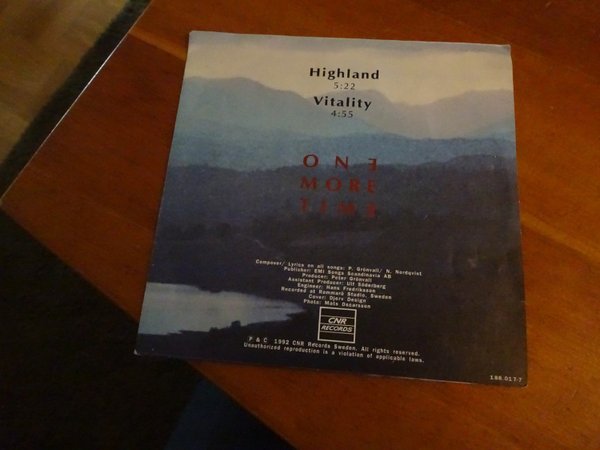 Highland
5:22
Vitality
4:55
ONE
MORE
TIME
Composer/ Lyrics on all songs: P. Grönvall/ N. Nordqvist
Publisher: EMI Songs Scandinavia AB
Producer: Peter Grönvall
Assistant Producer: Ulf Söderberg
Engineer: Hans Fredriksson
Recorded at Rommarö Studio, Sweden
Cover: Djorv Design
Photo: Mats Oscarsson
CNR
RECORDS
P & C 1992 CNR Records Sweden. All rights reserved.
Unauthorized reproduction is a violation of applicable laws.
188.017-7